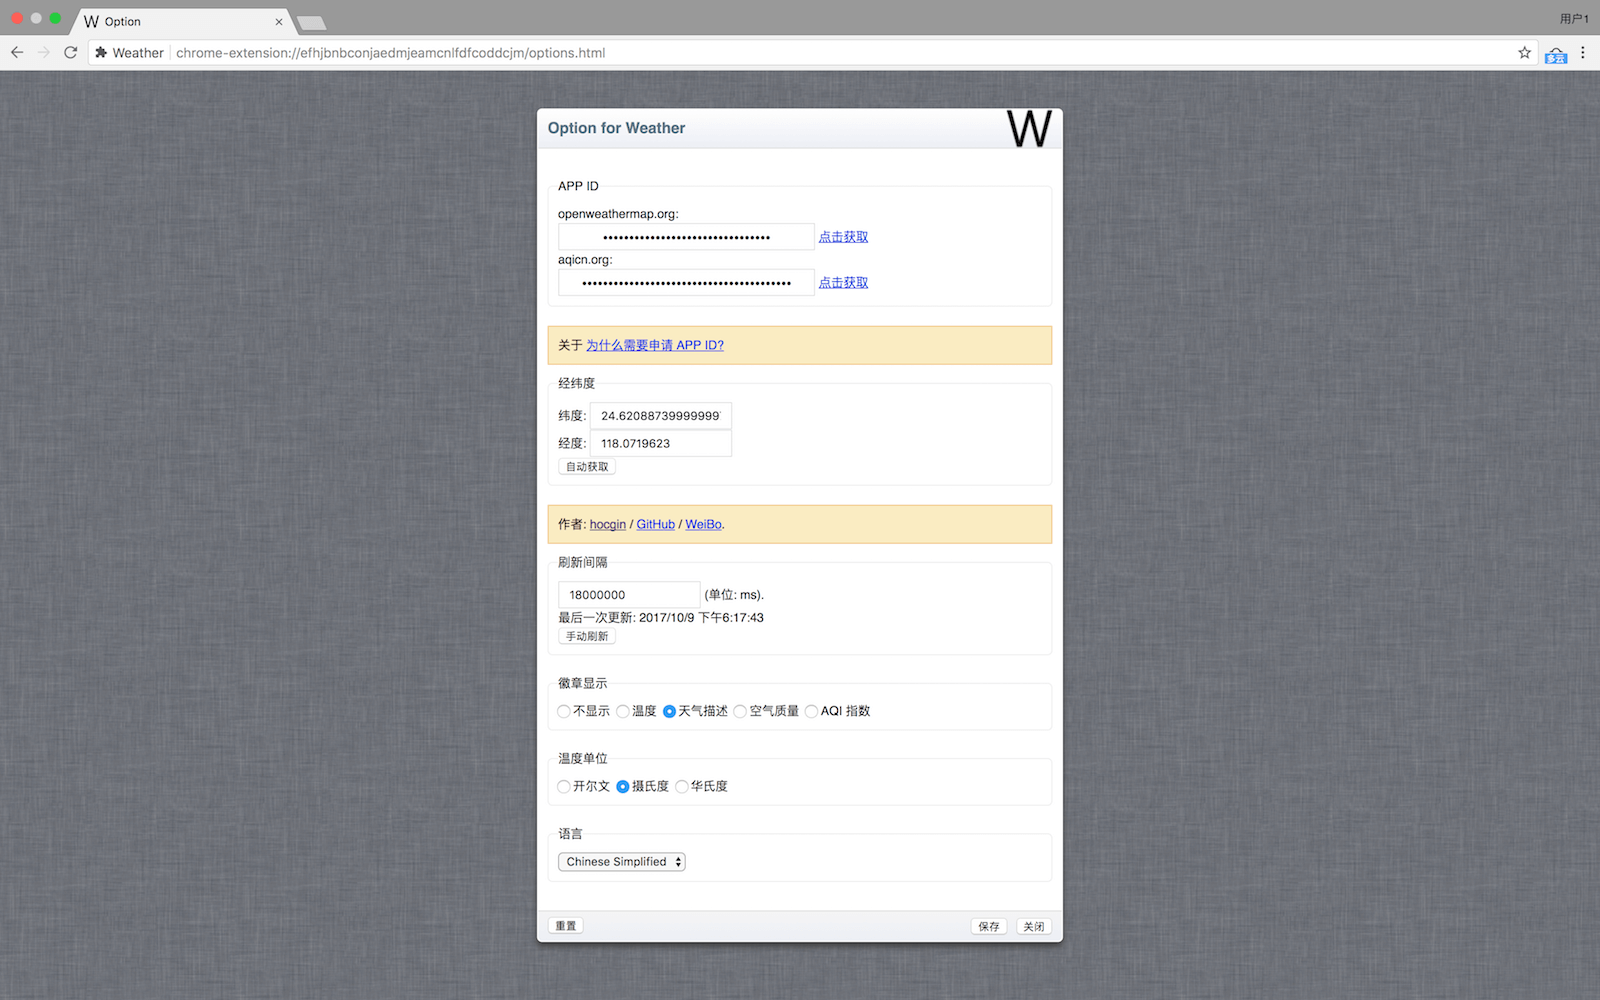 W Option
用户1
Weather chrome-extension://efhjbnbconjaedmjeamcnlfdfcoddcjm/options.html
多云
Option for Weather W
APP ID
openweathermap.org:
•••••••••••••••••••••••••••••••• 点击获取
aqicn.org:
•••••••••••••••••••••••••••••••••••••••• 点击获取
关于 为什么需要申请 APP ID?
经纬度
纬度: 24.62088739999999
经度: 118.0719623
自动获取
作者: hocgin / GitHub / WeiBo.
刷新间隔
18000000 (单位: ms).
最后一次更新: 2017/10/9 下午6:17:43
手动刷新
徽章显示
不显示 温度 天气描述 空气质量 AQI 指数
温度单位
开尔文 摄氏度 华氏度
语言
Chinese Simplified
重置 保存 关闭